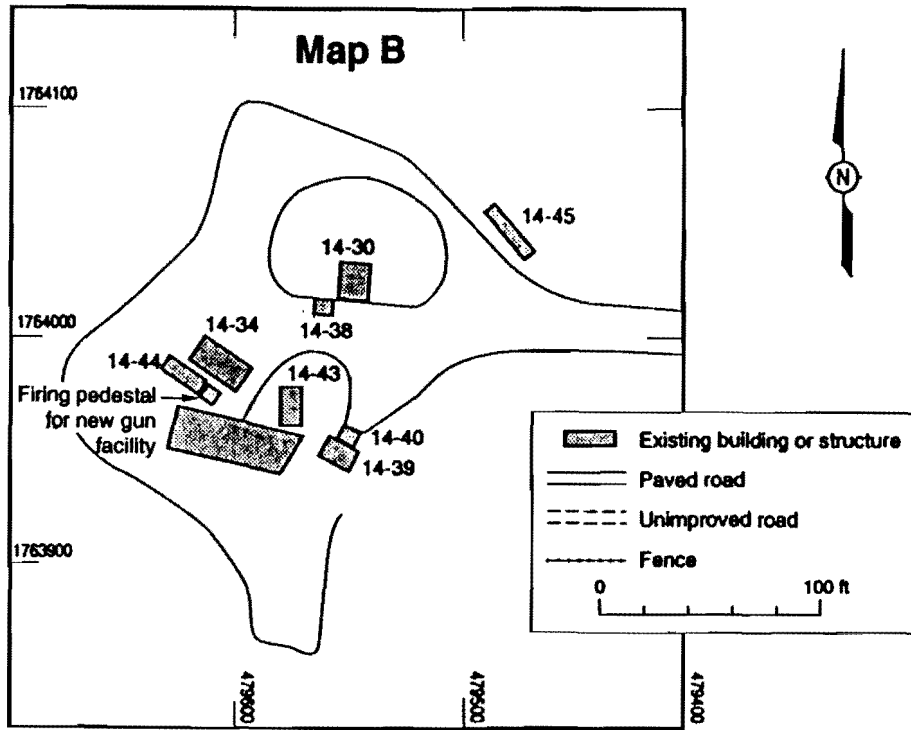 Map B
1764100
14-45
14-30
N
14-38
1764000
14-34
14-44
14-43
Firing pedestal
for new gun
facility
14-40
14-39
Existing building or structure
Paved road
Unimproved road
Fence
0 100 ft
1763900
479600
479500
479400